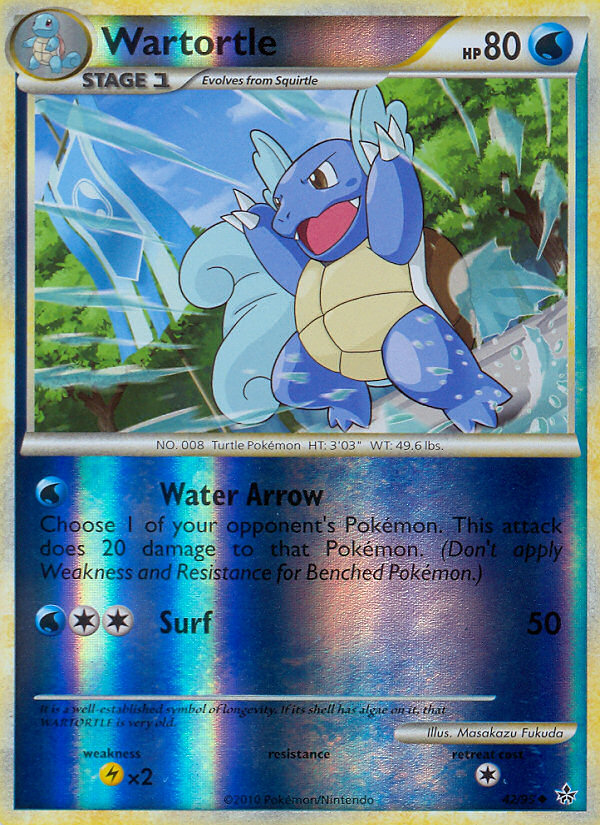 Wartortle HP 80
STAGE 1 Evolves from Squirtle
NO. 008 Turtle Pokémon HT: 3'03" WT: 49.6 lbs.
Water Arrow
Choose 1 of your opponent's Pokémon. This attack
does 20 damage to that Pokémon. (Don't apply
Weakness and Resistance for Benched Pokémon.)
Surf 50
It is a well-established symbol of longevity. If its shell has algae on it, that
WARTORTLE is very old.
Illus. Masakazu Fukuda
weakness resistance retreat cost
×2
©2010 Pokémon/Nintendo 42/95